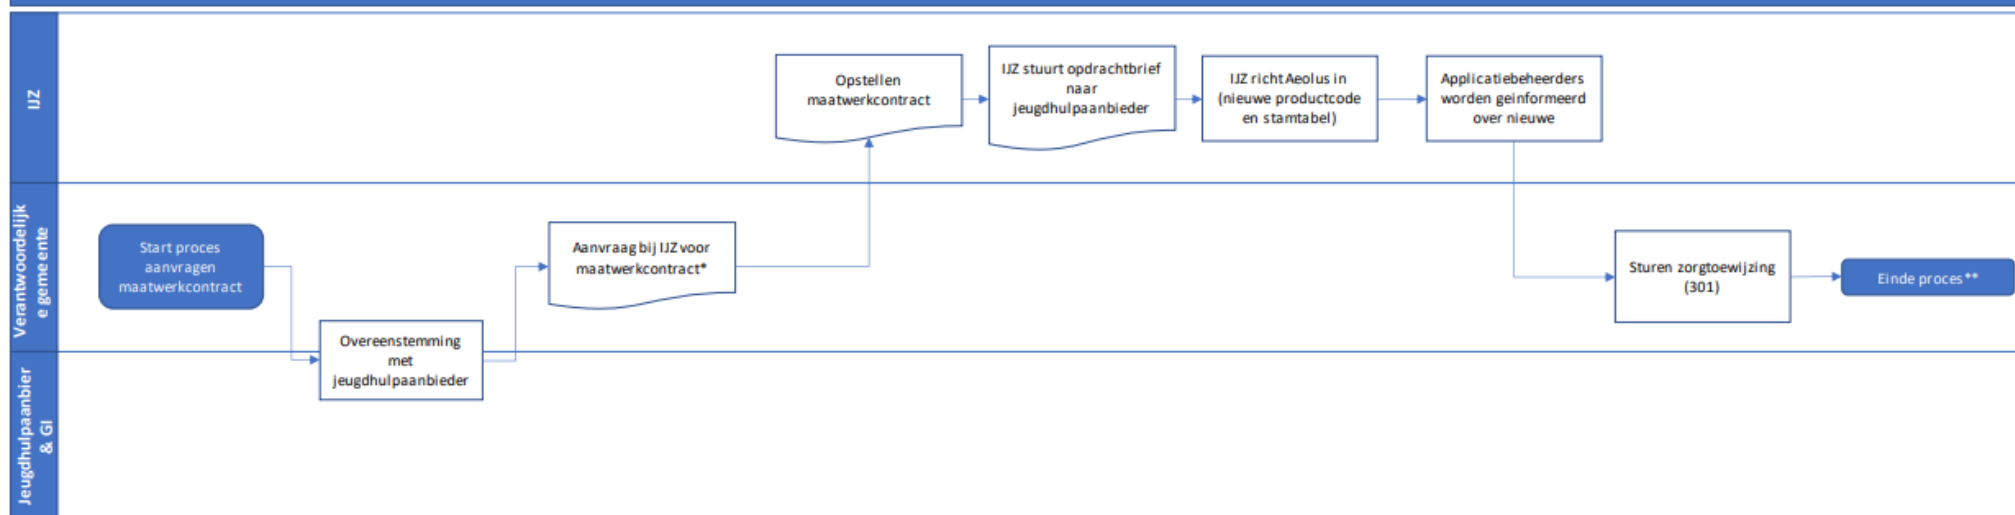 IJZ
Opstellen
maatwerkcontract
IJZ stuurt opdrachtbrief
naar
jeugdhulpaanbieder
IJZ richt Aeolus in
(nieuwe productcode
en stamtabel)
Applicatiebeheerders
worden geinformeerd
over nieuwe
Verantwoordelijk
e gemeente
Start proces
aanvragen
maatwerkcontract
Overeenstemming
met
jeugdhulpaanbieder
Aanvraag bij IJZ voor
maatwerkcontract*
Sturen zorgtoewijzing
(301)
Einde proces**
Jeugdhulpaanbier
& GI